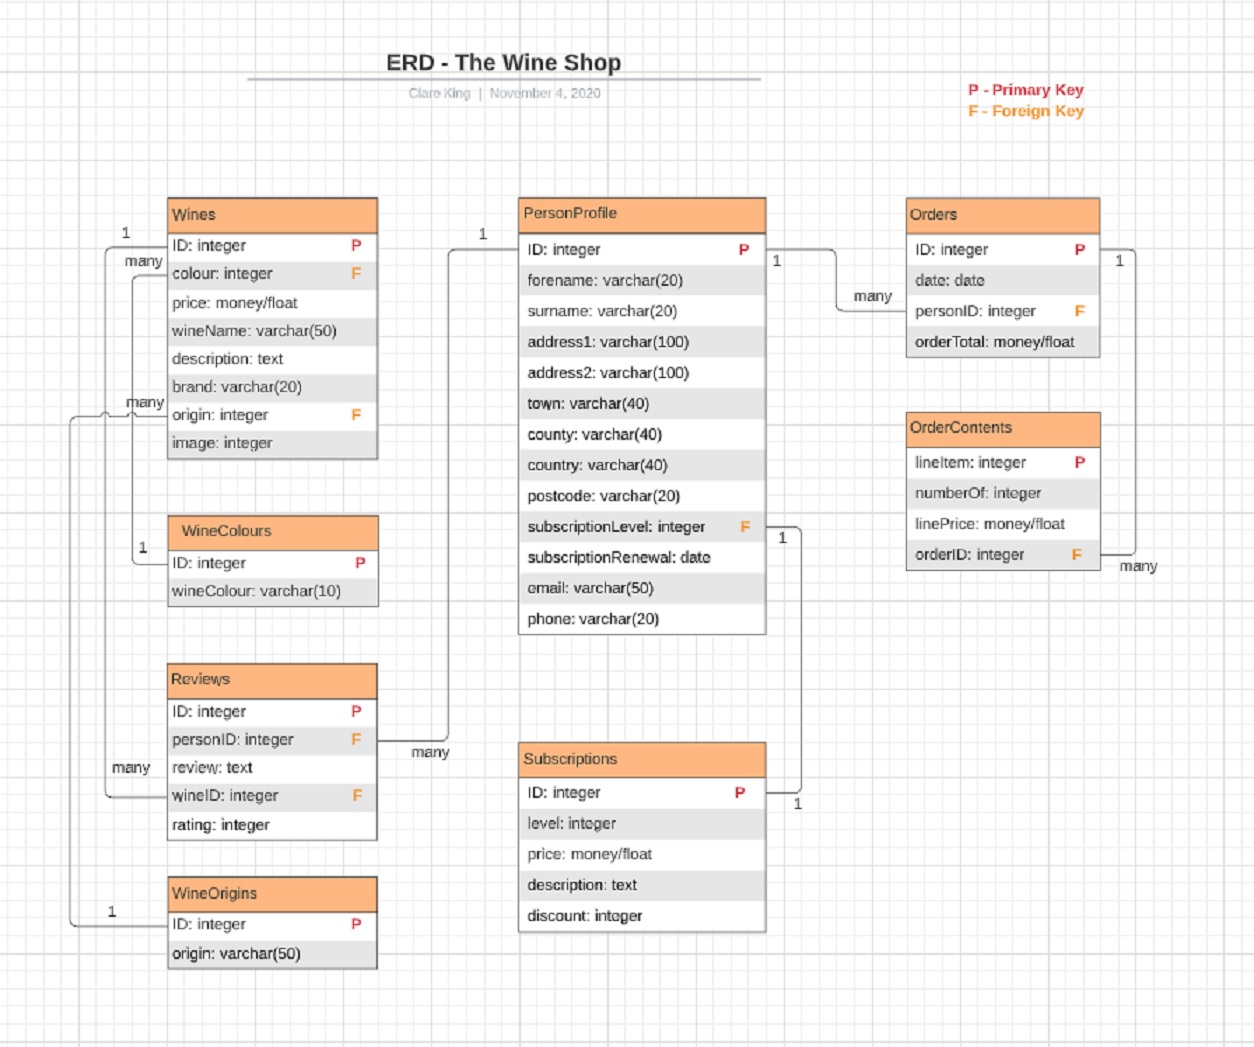 ERD - The Wine Shop
Clare King | November 4, 2020
P - Primary Key
F - Foreign Key
Wines
1
ID: integer P
many
colour: integer F
price: money/float
wineName: varchar(50)
description: text
brand: varchar(20)
many
origin: integer F
image: integer
WineColours
1
ID: integer P
wineColour: varchar(10)
Reviews
ID: integer P
personID: integer F
many
review: text
many
wineID: integer F
rating: integer
WineOrigins
1
ID: integer P
origin: varchar(50)
PersonProfile
1
ID: integer P
1
forename: varchar(20)
surname: varchar(20)
address1: varchar(100)
address2: varchar(100)
town: varchar(40)
county: varchar(40)
country: varchar(40)
postcode: varchar(20)
subscriptionLevel: integer F
1
subscriptionRenewal: date
email: varchar(50)
phone: varchar(20)
Subscriptions
ID: integer P
1
level: integer
price: money/float
description: text
discount: integer
Orders
ID: integer P
1
date: date
many
personID: integer F
orderTotal: money/float
OrderContents
lineItem: integer P
numberOf: integer
linePrice: money/float
orderID: integer F
many